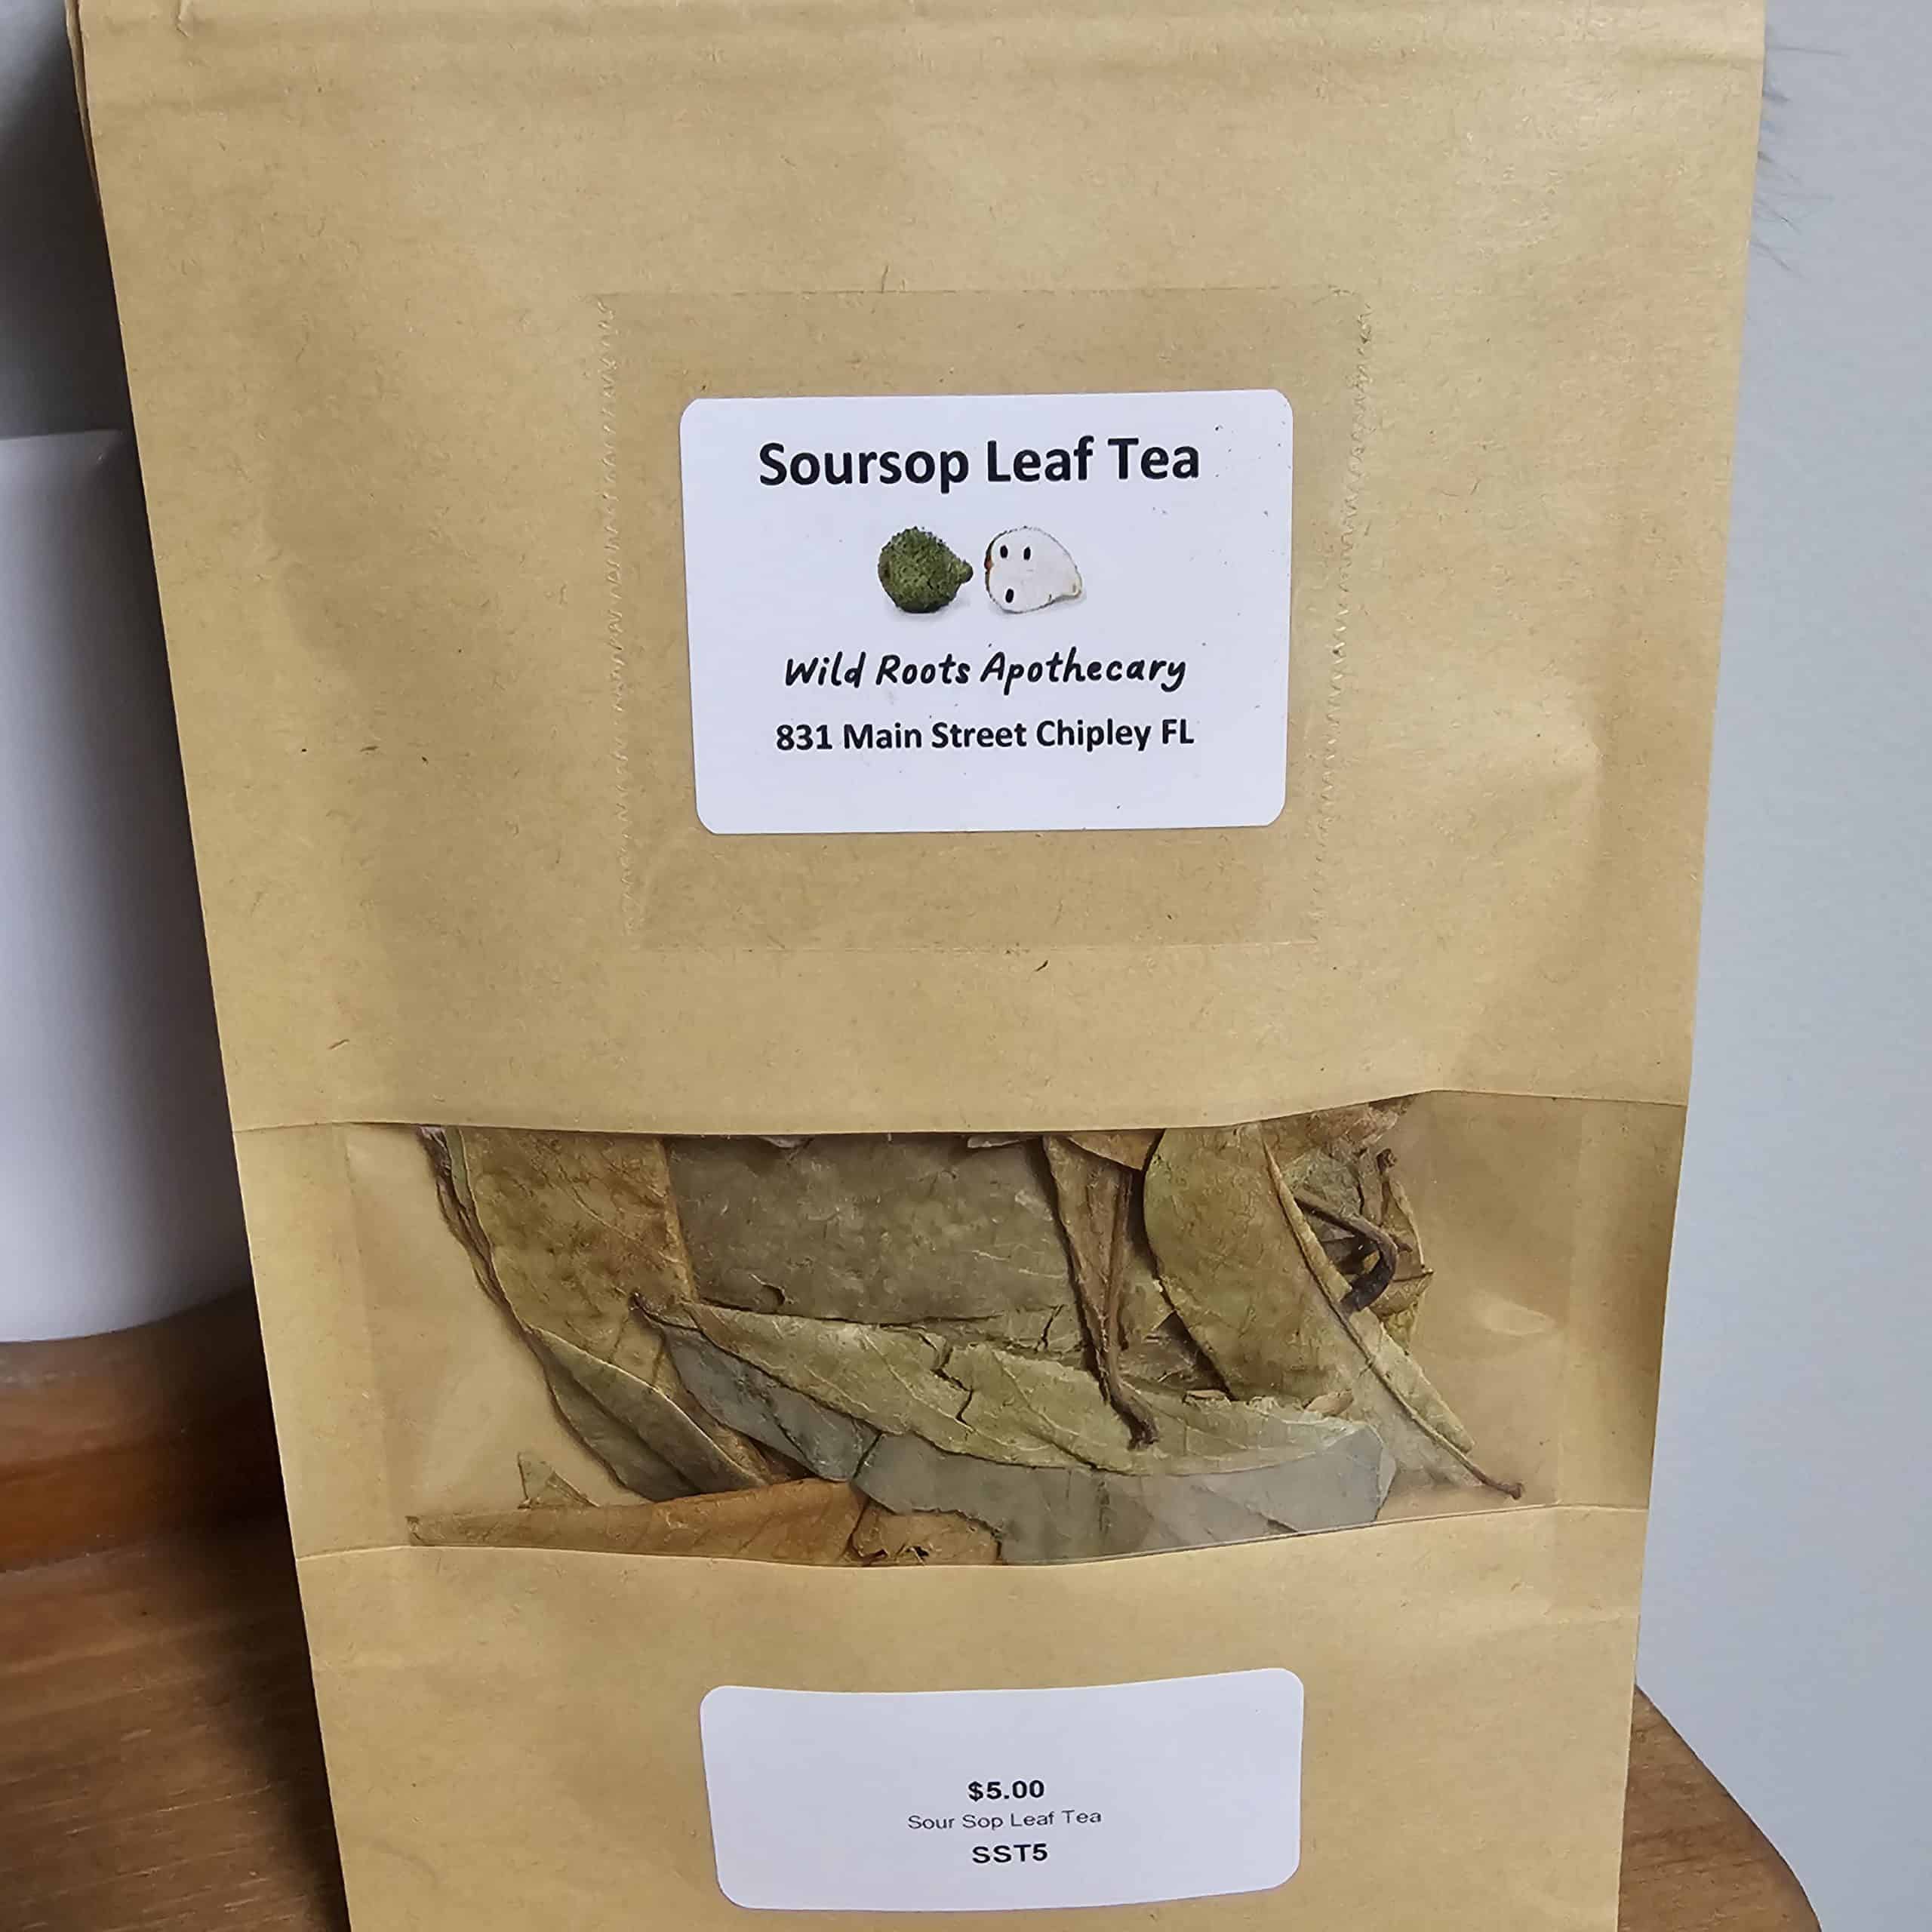 Soursop Leaf Tea
Wild Roots Apothecary
831 Main Street Chipley FL
$5.00
Sour Sop Leaf Tea
SST5